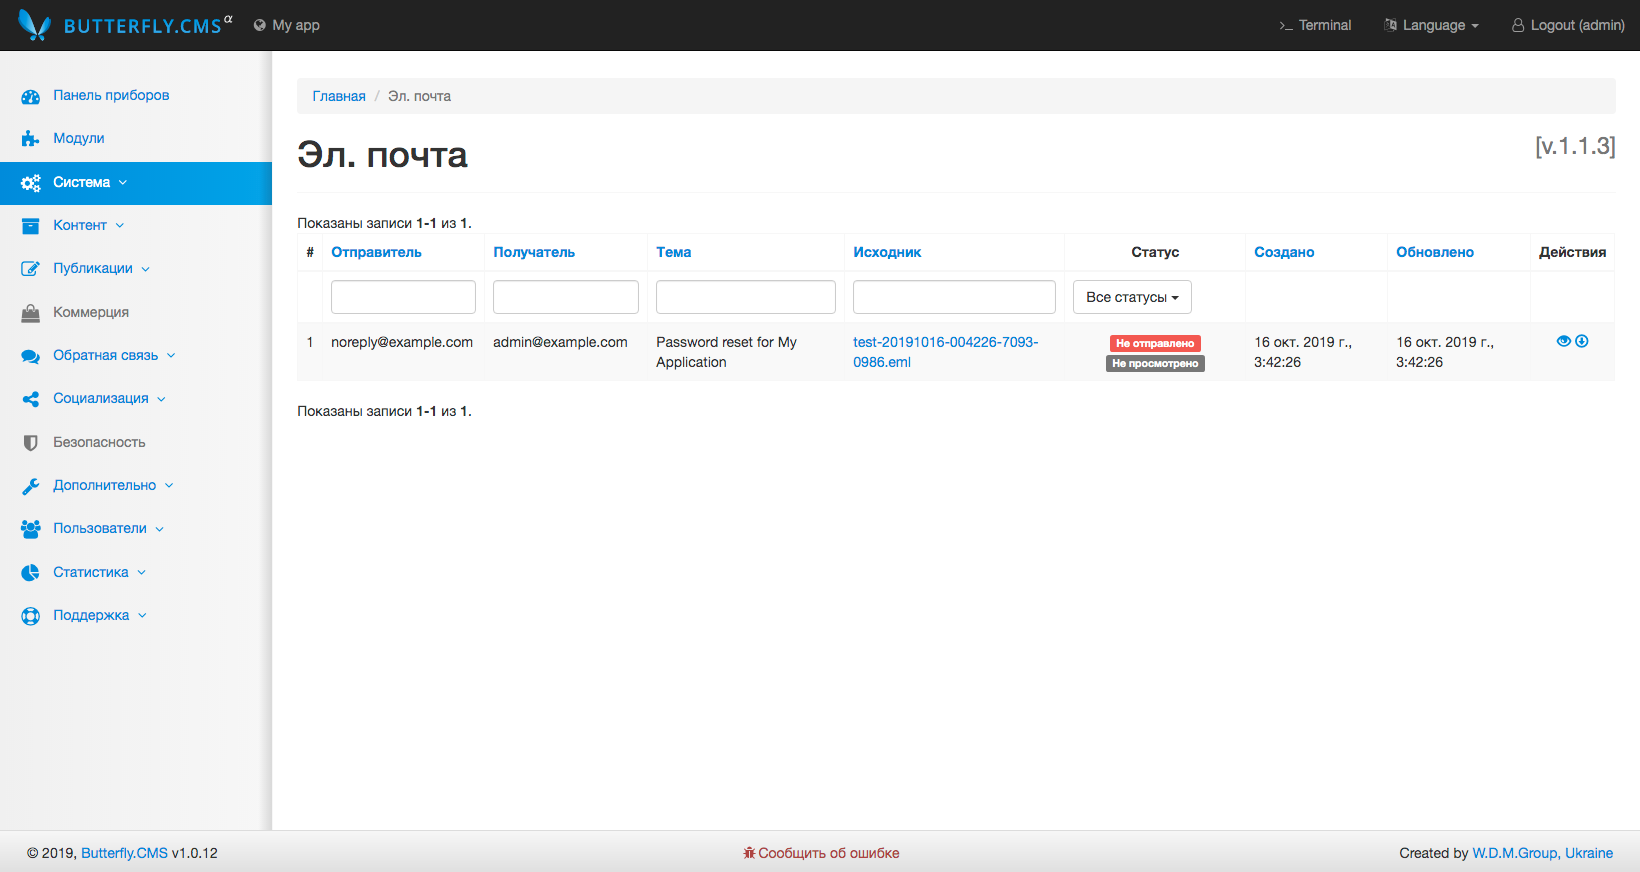 BUTTERFLY.CMS α My app >_ Terminal Language Logout (admin)
Панель приборов
Модули
Система
Контент
Публикации
Коммерция
Обратная связь
Социализация
Безопасность
Дополнительно
Пользователи
Статистика
Поддержка
Главная / Эл. почта
Эл. почта [v.1.1.3]
Показаны записи 1-1 из 1.
# Отправитель Получатель Тема Исходник Статус Создано Обновлено Действия
Все статусы
1 noreply@example.com admin@example.com Password reset for My test-20191016-004226-7093- Не отправлено 16 окт. 2019 г., 16 окт. 2019 г.,
Application 0986.eml Не просмотрено 3:42:26 3:42:26
Показаны записи 1-1 из 1.
© 2019, Butterfly.CMS v1.0.12 Сообщить об ошибке Created by W.D.M.Group, Ukraine